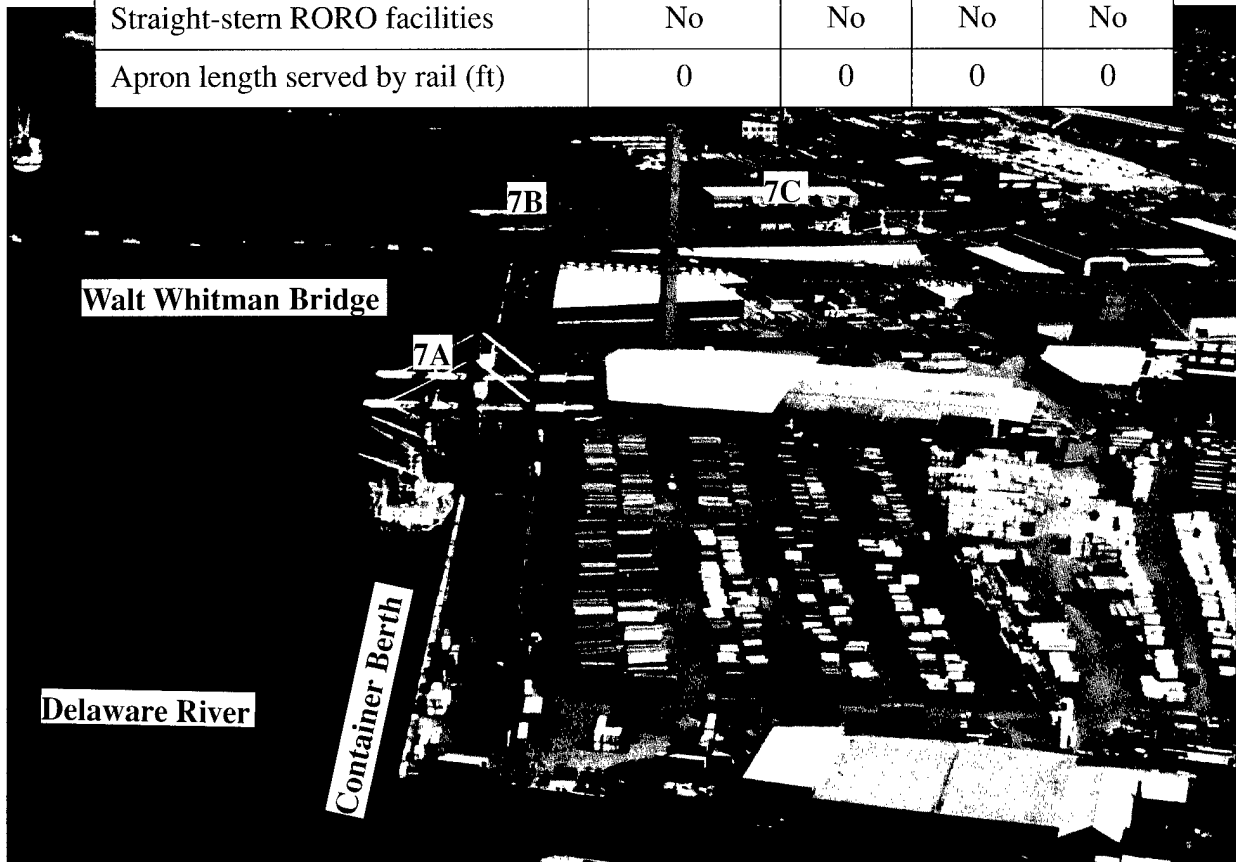 Straight-stern RORO facilities No No No No
Apron length served by rail (ft) 0 0 0 0
7B
7C
Walt Whitman Bridge
7A
Container Berth
Delaware River